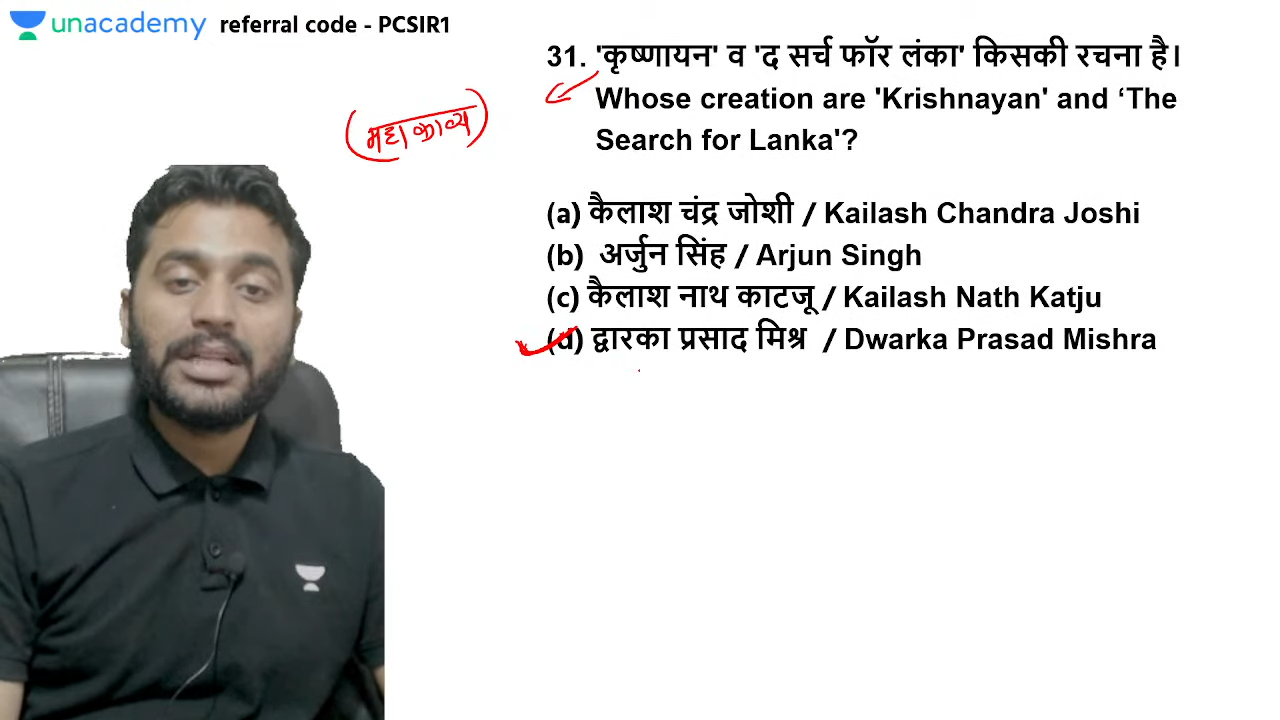 unacademy referral code - PCSIR1
31. 'कृष्णायन' व 'द सर्च फॉर लंका' किसकी रचना है।
(महाकाव्य)
Whose creation are 'Krishnayan' and ‘The
Search for Lanka'?
(a) कैलाश चंद्र जोशी / Kailash Chandra Joshi
(b) अर्जुन सिंह / Arjun Singh
(c) कैलाश नाथ काटजू / Kailash Nath Katju
(d) द्वारका प्रसाद मिश्र / Dwarka Prasad Mishra